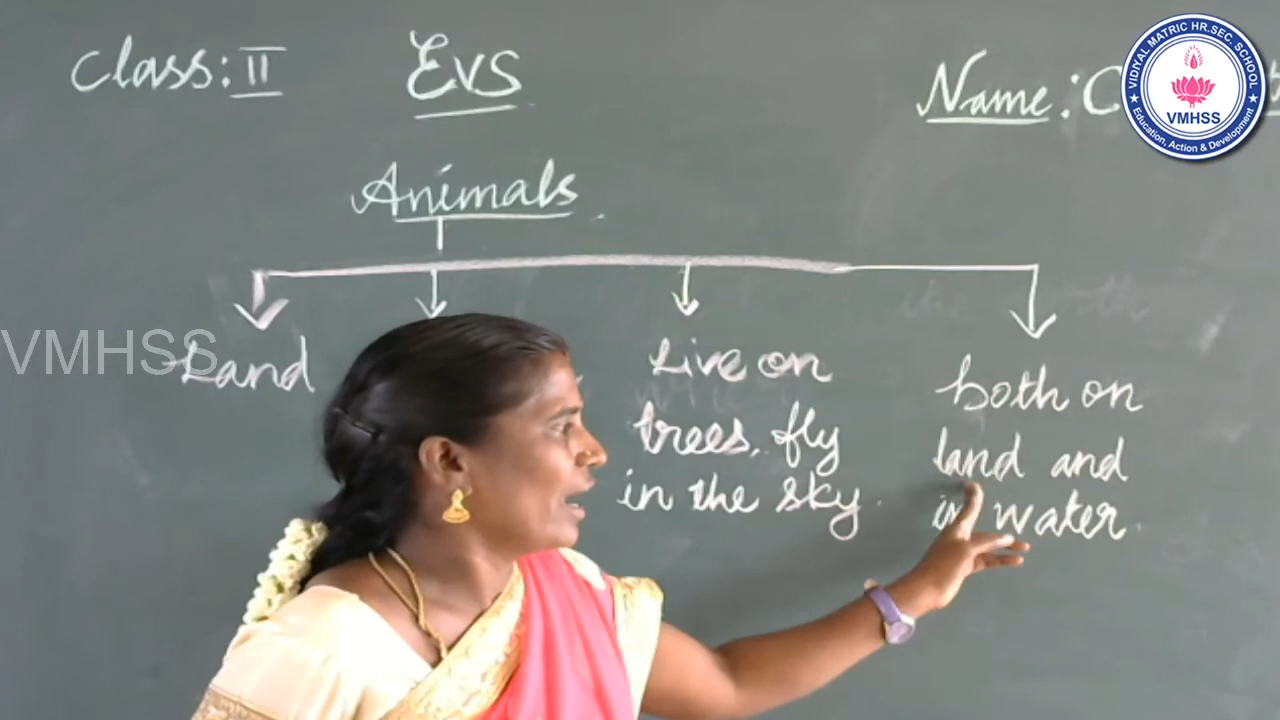 Class: II
Evs
Name: C
Animals
Land
Live on
trees, fly
in the sky.
both on
land and
in water.
VMHSS
VIDIYAL MATRIC HR.SEC. SCHOOL
VMHSS
Education, Action & Development